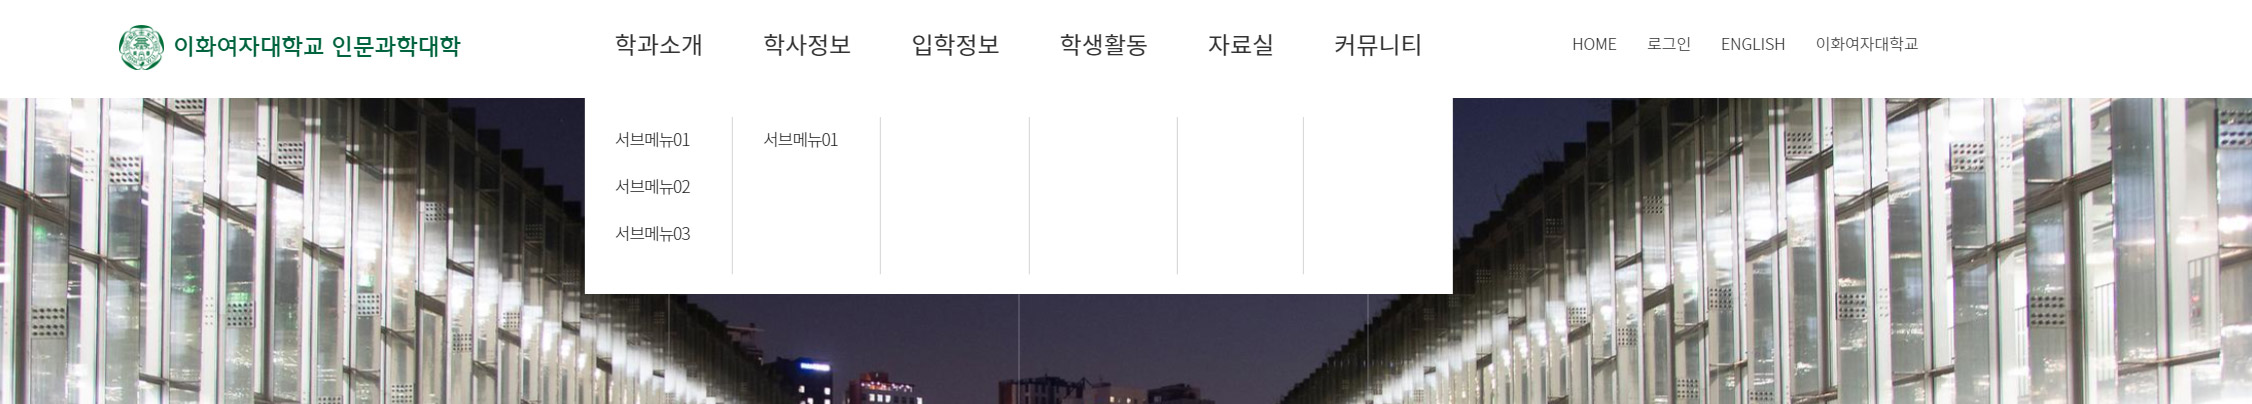 이화여자대학교 인문과학대학
학과소개 학사정보 입학정보 학생활동 자료실 커뮤니티
HOME 로그인 ENGLISH 이화여자대학교
서브메뉴01 서브메뉴01
서브메뉴02
서브메뉴03